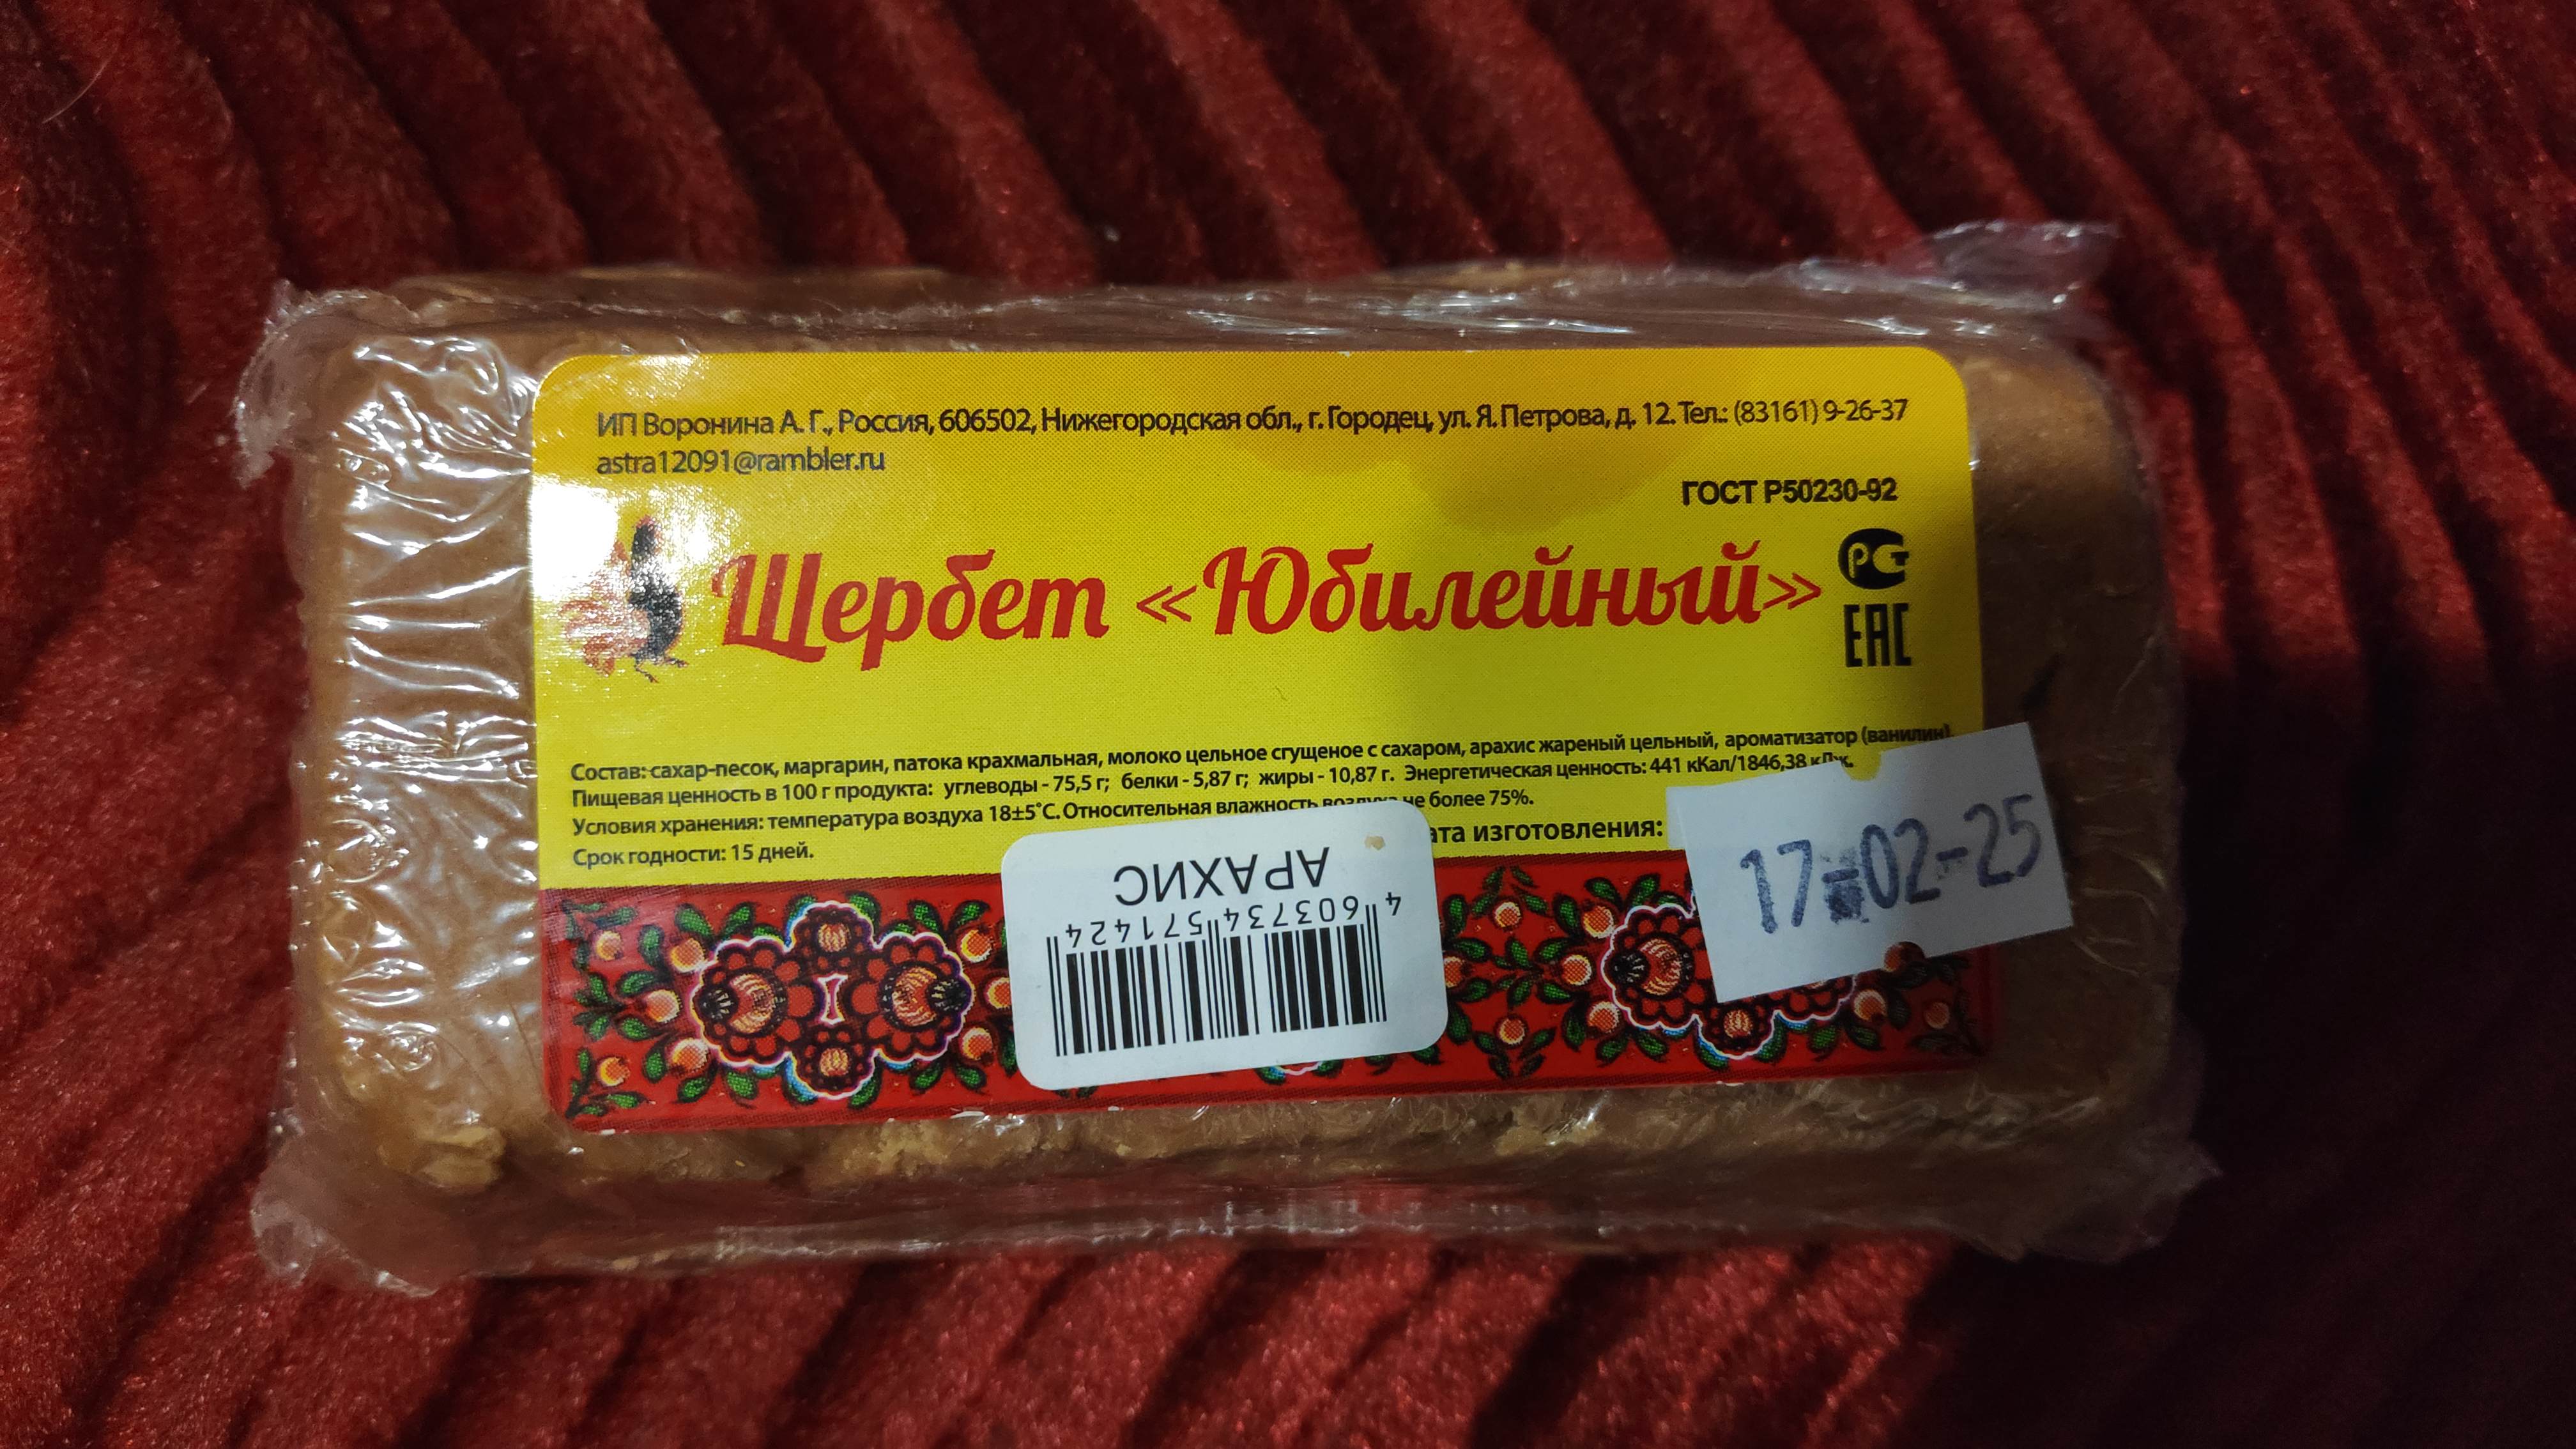 ИП Воронина А. Г., Россия, 606502, Нижегородская обл., г. Городец, ул. Я. Петрова, д. 12. Тел.: (83161) 9-26-37
astra12091@rambler.ru
ГОСТ Р50230-92
Щербет «Юбилейный»
РС
ЕАС
Состав: сахар-песок, маргарин, патока крахмальная, молоко цельное сгущеное с сахаром, арахис жареный цельный, ароматизатор (ванилин).
Пищевая ценность в 100 г продукта: углеводы - 75,5 г; белки - 5,87 г; жиры - 10,87 г. Энергетическая ценность: 441 кКал/1846,38 кДж.
Условия хранения: температура воздуха 18±5˚С. Относительная влажность воздуха не более 75%.
Срок годности: 15 дней.
ата изготовления:
17-02-25
АРАХИС
4 603734 571424